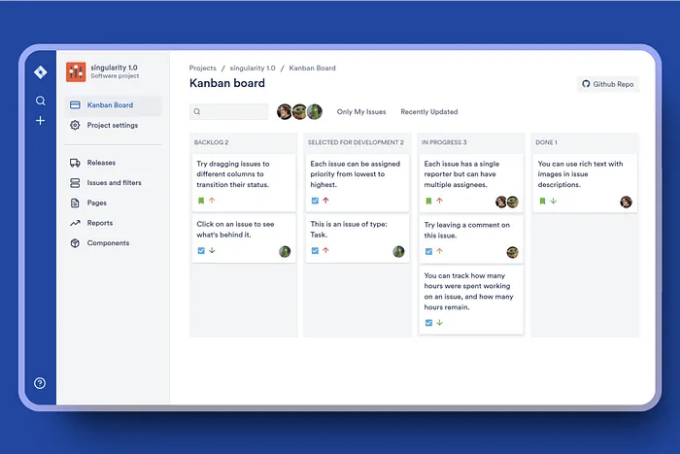 singularity 1.0
Software project
Kanban Board
Project settings
Releases
Issues and filters
Pages
Reports
Components
Projects / singularity 1.0 / Kanban Board
Kanban board
Github Repo
Only My Issues
Recently Updated
BACKLOG 2
Try dragging issues to
different columns to
transition their status.
Click on an issue to see
what's behind it.
SELECTED FOR DEVELOPMENT 2
Each issue can be assigned
priority from lowest to
highest.
This is an issue of type:
Task.
IN PROGRESS 3
Each issue has a single
reporter but can have
multiple assignees.
Try leaving a comment on
this issue.
You can track how many
hours were spent working
on an issue, and how many
hours remain.
DONE 1
You can use rich text with
images in issue
descriptions.